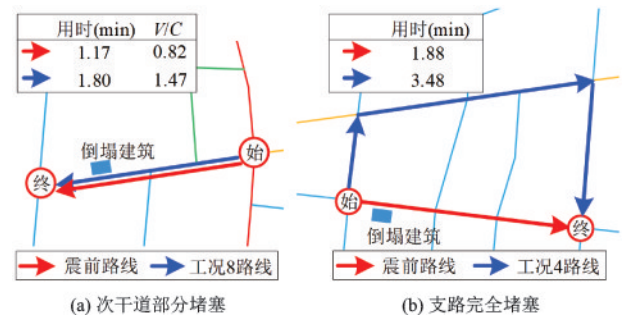 用时(min) V/C
1.17 0.82
1.80 1.47
倒塌建筑
始
终
震前路线 工况8路线
(a) 次干道部分堵塞
用时(min)
1.88
3.48
始
倒塌建筑
终
震前路线 工况4路线
(b) 支路完全堵塞